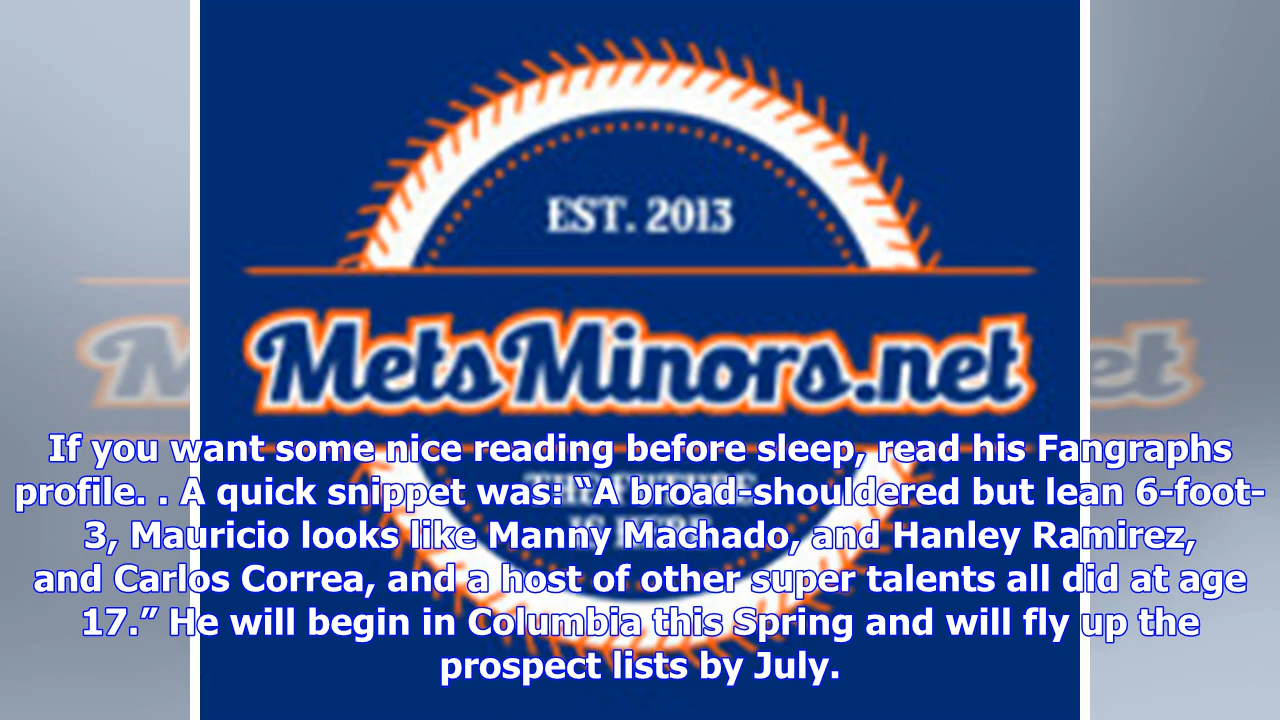 EST. 2013
MetsMinors.net
If you want some nice reading before sleep, read his Fangraphs
profile. . A quick snippet was: “A broad-shouldered but lean 6-foot-
3, Mauricio looks like Manny Machado, and Hanley Ramirez,
and Carlos Correa, and a host of other super talents all did at age
17.” He will begin in Columbia this Spring and will fly up the
prospect lists by July.